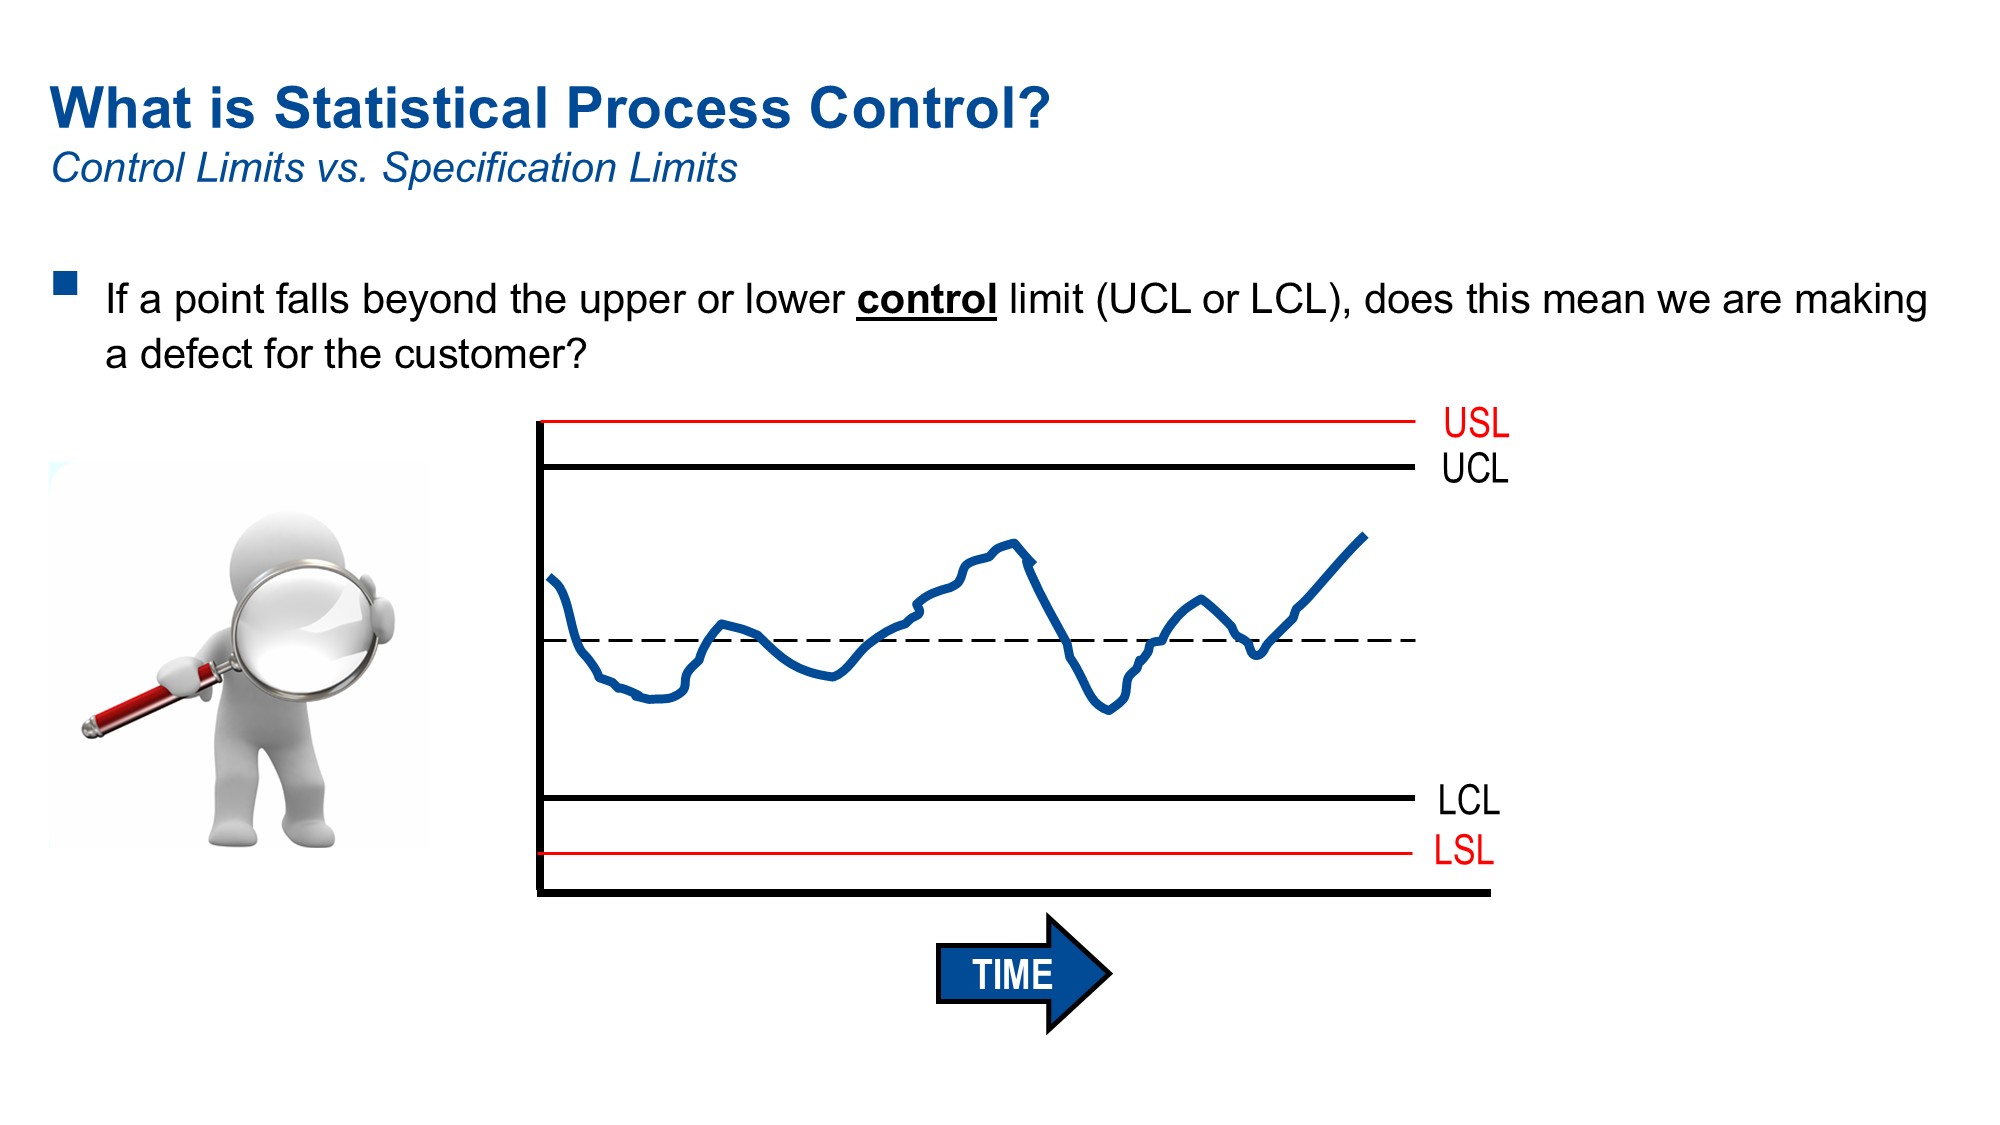 What is Statistical Process Control?
Control Limits vs. Specification Limits
If a point falls beyond the upper or lower control limit (UCL or LCL), does this mean we are making
a defect for the customer?
USL
UCL
LCL
LSL
TIME